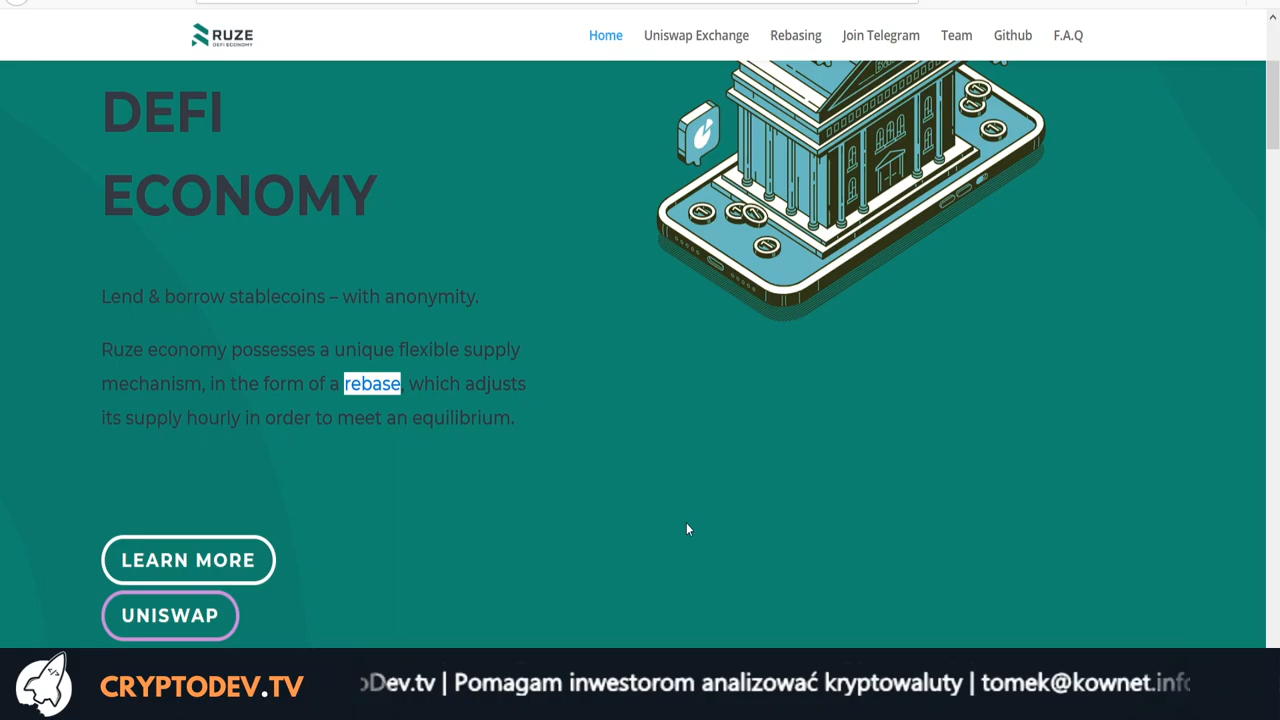 RUZE
DEFI ECONOMY
Home
Uniswap Exchange
Rebasing
Join Telegram
Team
Github
F.A.Q
DEFI
ECONOMY
Lend & borrow stablecoins – with anonymity.
Ruze economy possesses a unique flexible supply
mechanism, in the form of a rebase, which adjusts
its supply hourly in order to meet an equilibrium.
LEARN MORE
UNISWAP
CRYPTODEV.TV
oDev.tv | Pomagam inwestorom analizować kryptowaluty | tomek@kownet.info